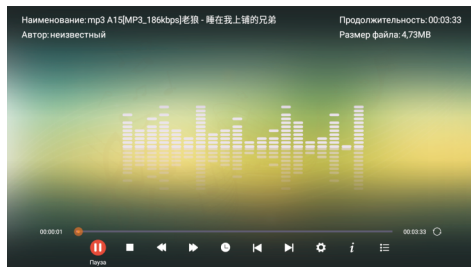 Наименование:mp3 A15[MP3_186kbps]老狼 - 睡在我上铺的兄弟
Продолжительность:00:03:33
Автор:неизвестный
Размер файла:4,73MB
00:00:01
00:03:33
Пауза